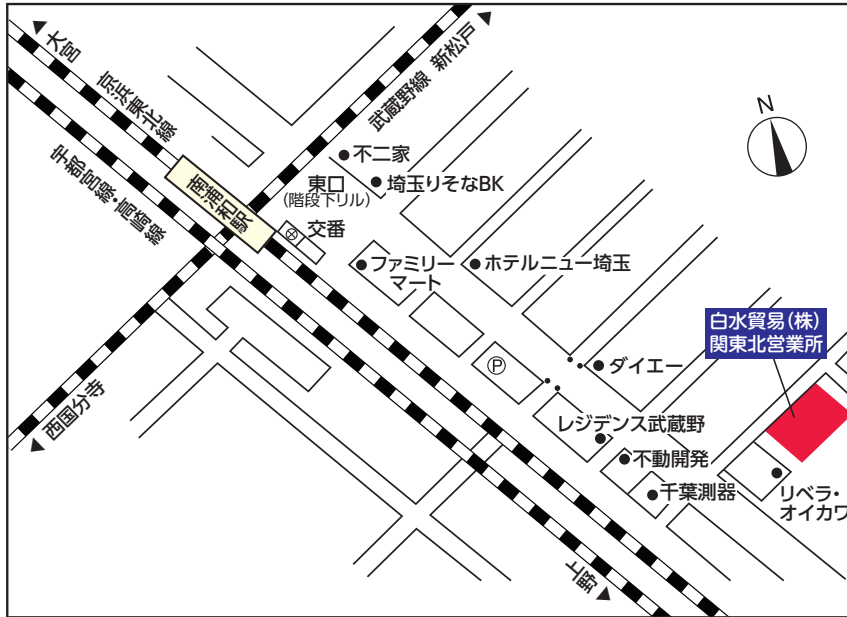 大宮
京浜東北線
宇都宮線・高崎線
武蔵野線 新松戸
N
不二家
埼玉りそなBK
東口
(階段下リル)
南浦和駅
交番
ファミリー
マート
ホテルニュー埼玉
白水貿易(株)
関東北営業所
P
ダイエー
西国分寺
レジデンス武蔵野
不動開発
千葉測器
リベラ・
オイカワ
上野